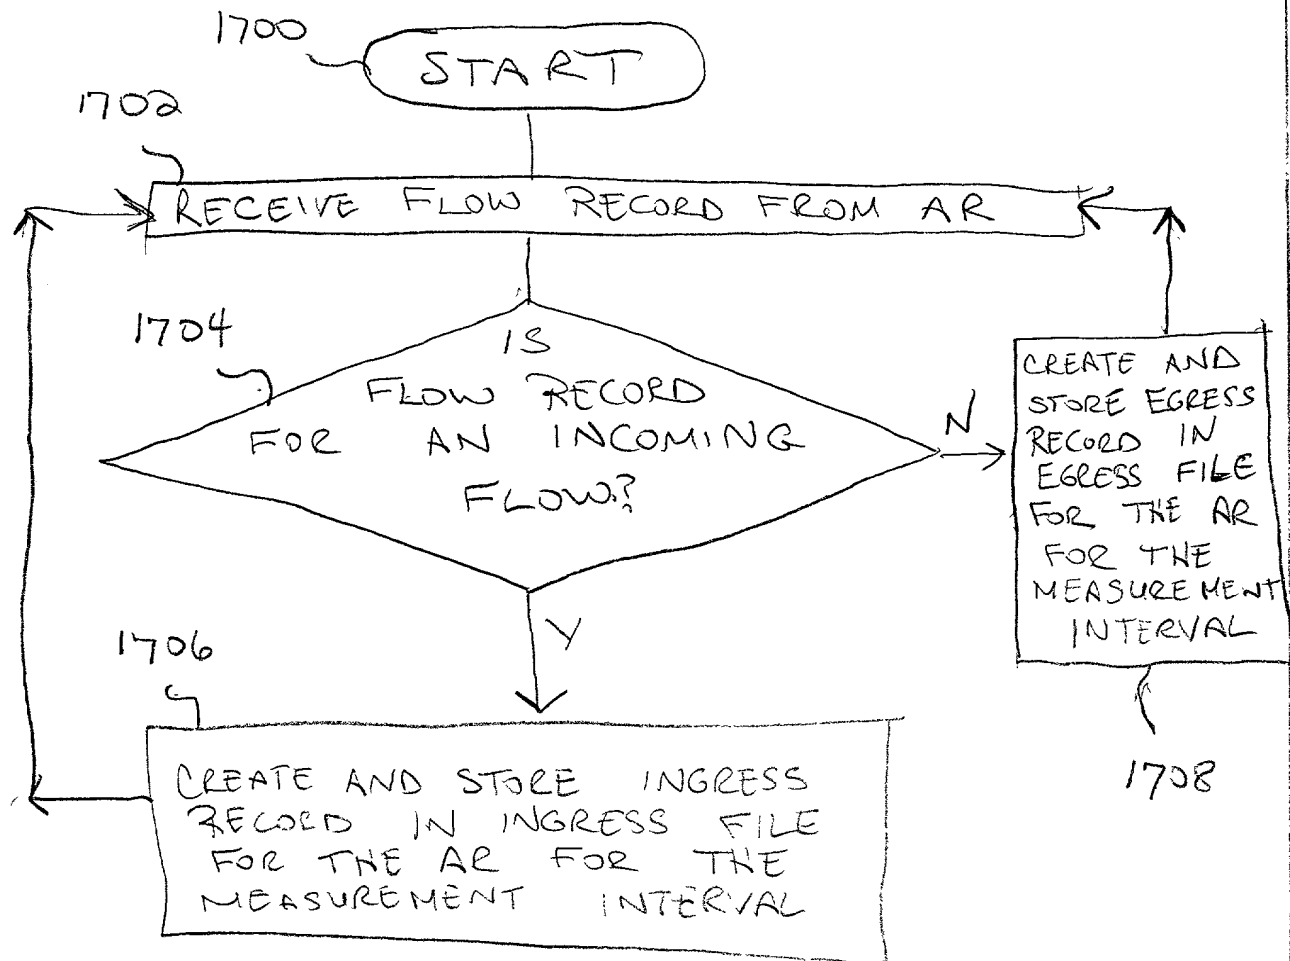 1700
START
1702
RECEIVE FLOW RECORD FROM AR
1704
IS
FLOW RECORD
FOR AN INCOMING
FLOW?
N
CREATE AND
STORE EGRESS
RECORD IN
EGRESS FILE
FOR THE AR
FOR THE
MEASUREMENT
INTERVAL
Y
1706
1708
CREATE AND STORE INGRESS
RECORD IN INGRESS FILE
FOR THE AR FOR THE
MEASUREMENT INTERVAL